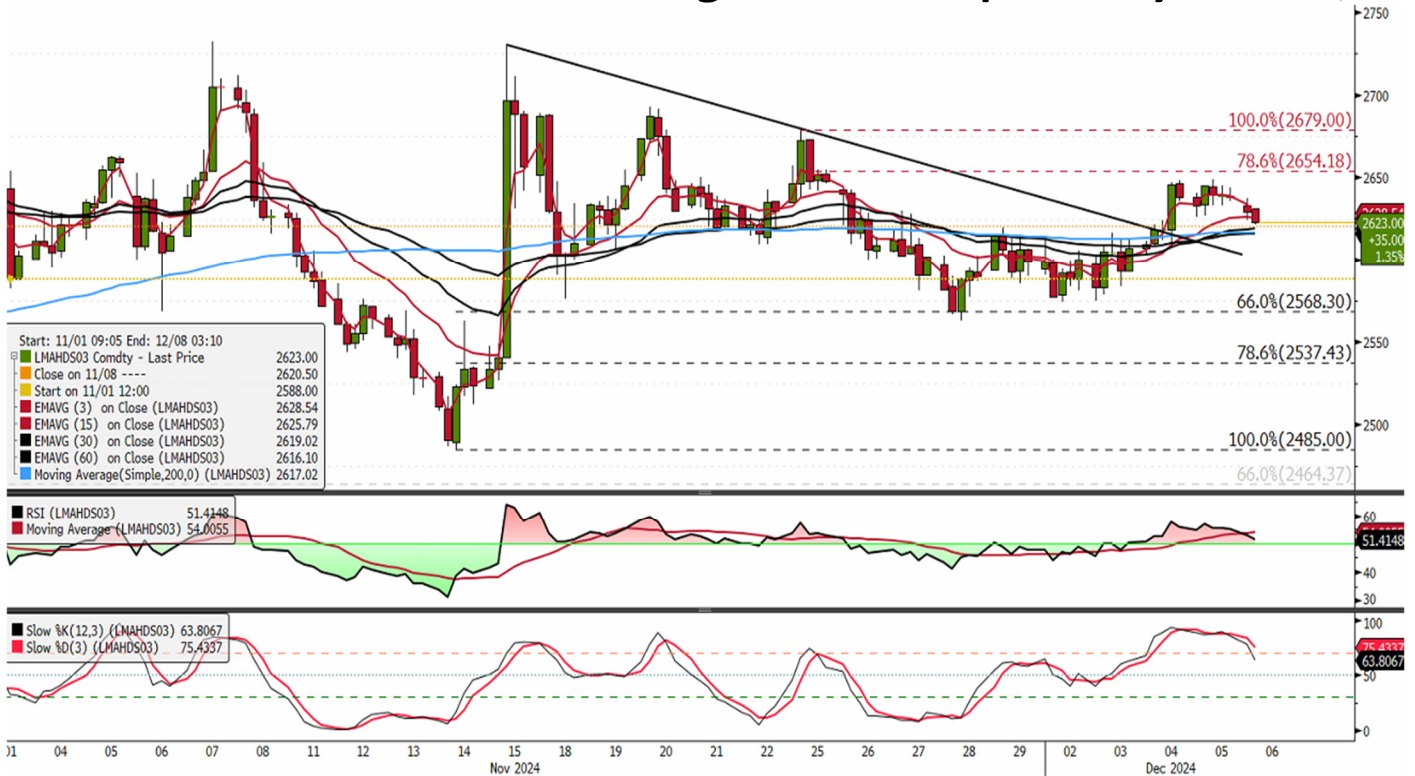 2750
2700
2650
2550
2500
100.0%(2679.00)
78.6%(2654.18)
2623.00
+35.00
1.35%
66.0%(2568.30)
78.6%(2537.43)
100.0%(2485.00)
66.0%(2464.37)
Start: 11/01 09:05 End: 12/08 03:10
LMAHDS03 Comdty - Last Price 2623.00
Close on 11/08 ---- 2620.50
Start on 11/01 12:00 2588.00
EMAVG (3) on Close (LMAHDS03) 2628.54
EMAVG (15) on Close (LMAHDS03) 2625.79
EMAVG (30) on Close (LMAHDS03) 2619.02
EMAVG (60) on Close (LMAHDS03) 2616.10
Moving Average(Simple,200,0) (LMAHDS03) 2617.02
RSI (LMAHDS03) 51.4148
Moving Average (LMAHDS03) 54.0055
60
51.4148
40
30
Slow %K(12,3) (LMAHDS03) 63.8067
Slow %D(3) (LMAHDS03) 75.4337
100
75.4337
63.8067
50
0
01 04 05 06 07 08 11 12 13 14 15 18 19 20 21 22 25 26 27 28 29 02 03 04 05 06
Nov 2024 Dec 2024